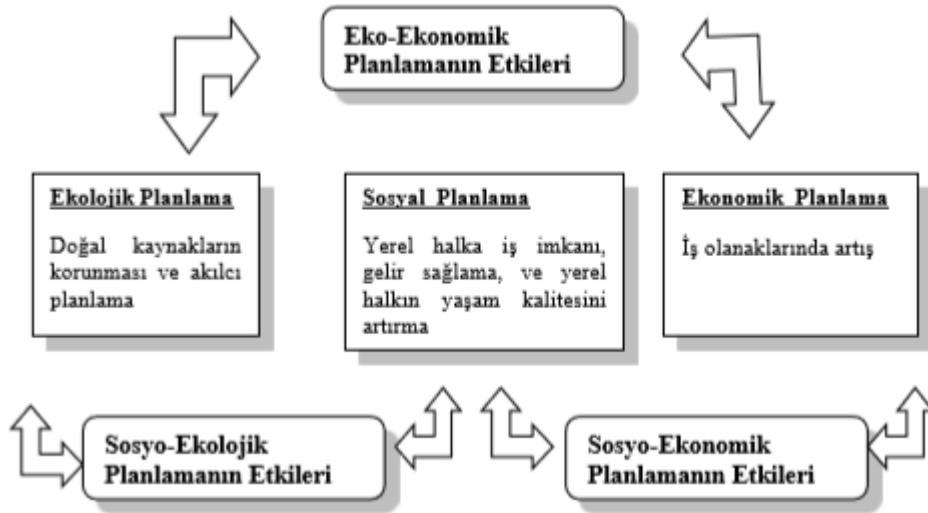 Eko-Ekonomik
Planlamanın Etkileri
Ekolojik Planlama
Doğal kaynakların
korunması ve akılcı
planlama
Sosyal Planlama
Yerel halka iş imkanı,
gelir sağlama, ve yerel
halkın yaşam kalitesini
artırma
Ekonomik Planlama
İş olanaklarında artış
Sosyo-Ekolojik
Planlamanın Etkileri
Sosyo-Ekonomik
Planlamanın Etkileri